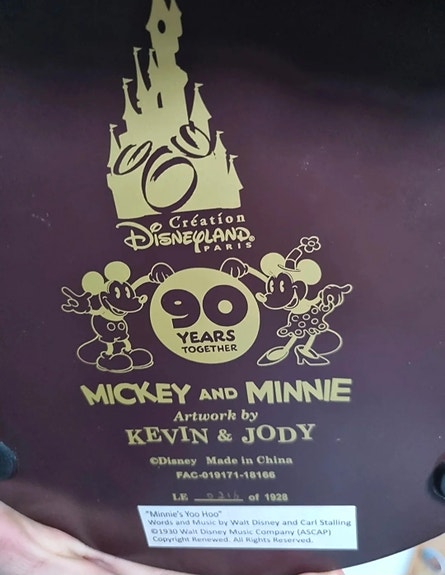 Création
DISNEYLAND®
PARIS
90
YEARS
TOGETHER
MICKEY AND MINNIE
Artwork by
KEVIN & JODY
©Disney Made in China
FAC-019171-18166
LE 0214 of 1928
"Minnie's Yoo Hoo"
Words and Music by Walt Disney and Carl Stalling
©1930 Walt Disney Music Company (ASCAP)
Copyright Renewed. All Rights Reserved.